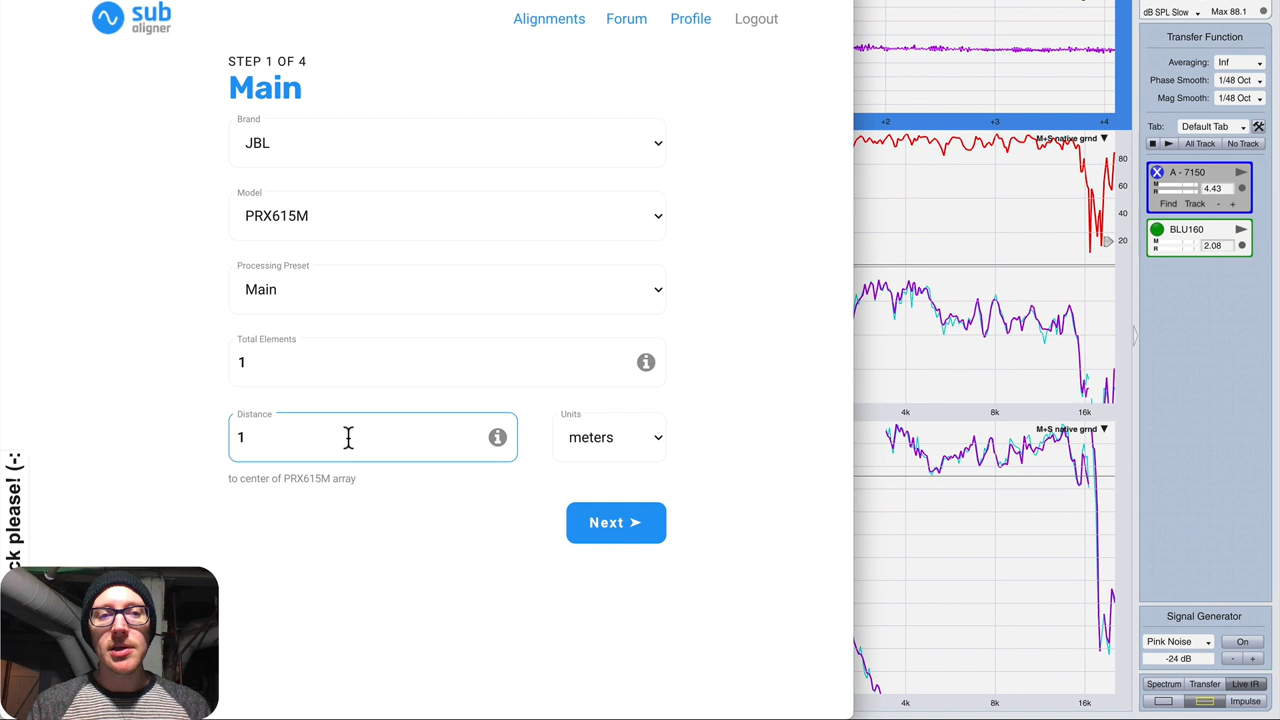 sub
aligner
Alignments Forum Profile Logout
STEP 1 OF 4
Main
Brand
JBL
Model
PRX615M
Processing Preset
Main
Total Elements
1
Distance
1
Units
meters
to center of PRX615M array
Next ➤
ck please! (-:
+2 +3 +4
M+S native grnd ▼
80
60
40
20
4k 8k 16k
M+S native grnd ▼
4k 8k 16k
dB SPL Slow Max 88.1
Transfer Function
Averaging: Inf
Phase Smooth: 1/48 Oct
Mag Smooth: 1/48 Oct
Tab: Default Tab
All Track No Track
A - 7150
M
R
4.43
Find Track - +
BLU160
M
R
2.08
Signal Generator
Pink Noise On
-24 dB - +
Spectrum Transfer Live IR
Impulse